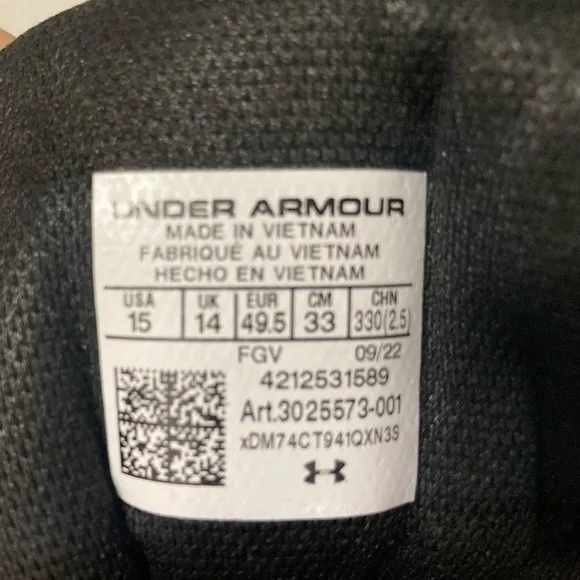 UNDER ARMOUR
MADE IN VIETNAM
FABRIQUÉ AU VIETNAM
HECHO EN VIETNAM
USA UK EUR CM CHN
15 14 49.5 33 330(2.5)
FGV 09/22
4212531589
Art.3025573-001
xDM74CT941QXN3S